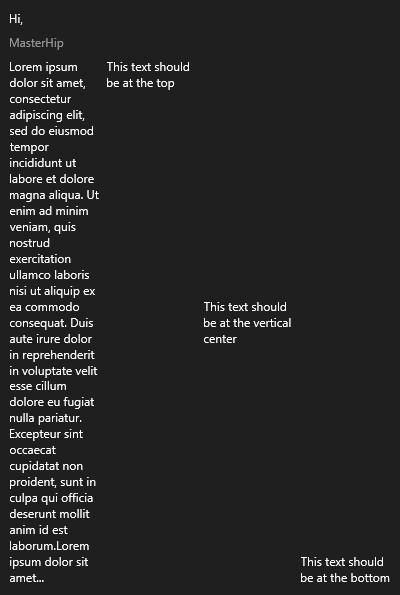 Hi,
MasterHip
Lorem ipsum
dolor sit amet,
consectetur
adipiscing elit,
sed do eiusmod
tempor
incididunt ut
labore et dolore
magna aliqua. Ut
enim ad minim
veniam, quis
nostrud
exercitation
ullamco laboris
nisi ut aliquip ex
ea commodo
consequat. Duis
aute irure dolor
in reprehenderit
in voluptate velit
esse cillum
dolore eu fugiat
nulla pariatur.
Excepteur sint
occaecat
cupidatat non
proident, sunt in
culpa qui officia
deserunt mollit
anim id est
laborum.Lorem
ipsum dolor sit
amet...
This text should
be at the top
This text should
be at the vertical
center
This text should
be at the bottom